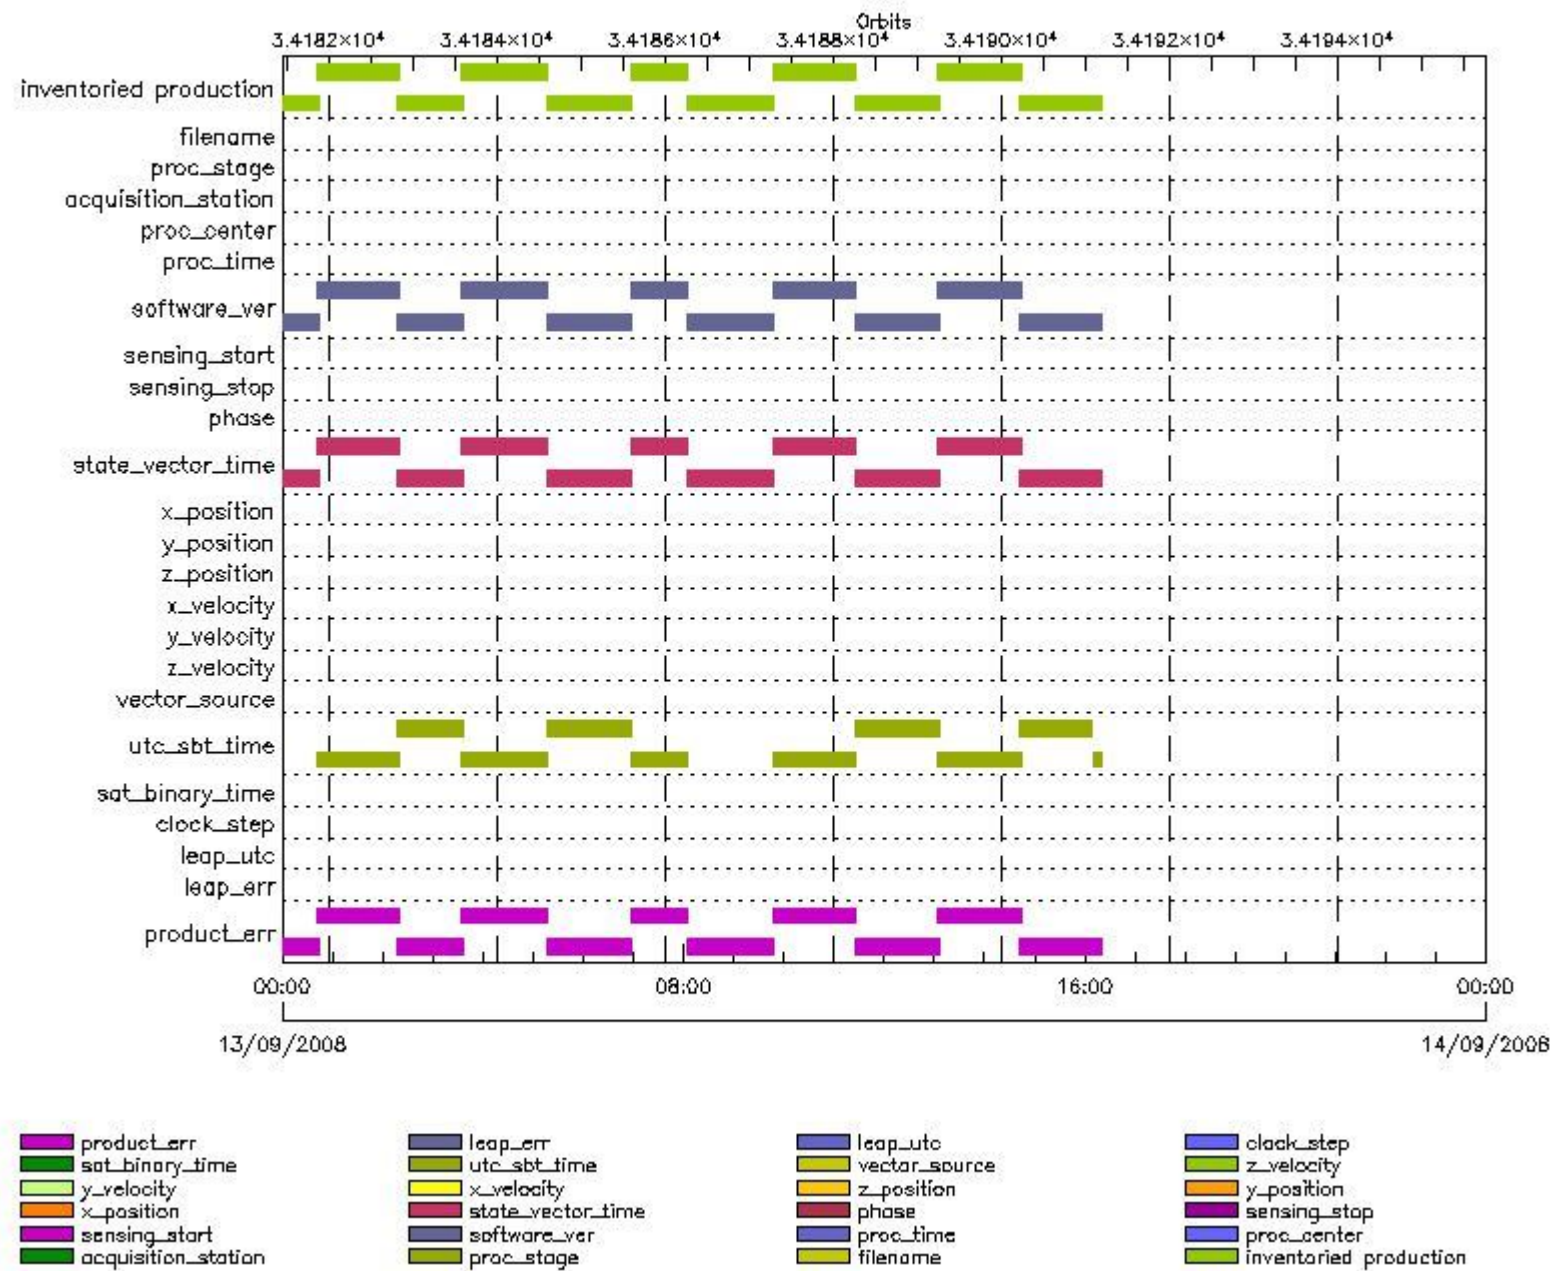 Orbits
3.4182×10⁴ 3.4184×10⁴ 3.4186×10⁴ 3.4188×10⁴ 3.4190×10⁴ 3.4192×10⁴ 3.4194×10⁴
inventoried production
filename
proc_stage
acquisition_station
proc_center
proc_time
software_ver
sensing_start
sensing_stop
phase
state_vector_time
x_position
y_position
z_position
x_velocity
y_velocity
z_velocity
vector_source
utc_sbt_time
sat_binary_time
clock_step
leap_utc
leap_err
product_err
00:00 08:00 16:00 00:00
13/09/2008 14/09/2008
product_err leap_err leap_utc clock_step
sat_binary_time utc_sbt_time vector_source z_velocity
y_velocity x_velocity z_position y_position
x_position state_vector_time phase sensing_stop
sensing_start software_ver proc_time proc_center
acquisition_station proc_stage filename inventoried production